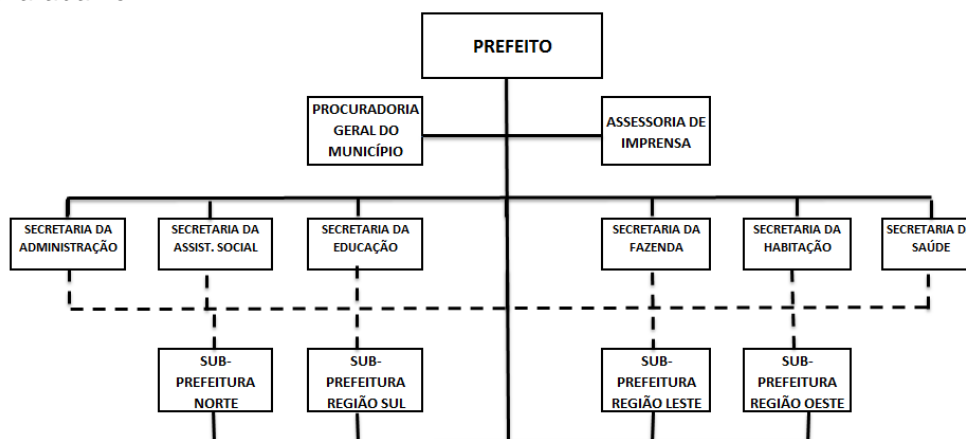 PREFEITO
PROCURADORIA
GERAL DO
MUNICÍPIO
ASSESSORIA DE
IMPRENSA
SECRETARIA DA
ADMINISTRAÇÃO
SECRETARIA DA
ASSIST. SOCIAL
SECRETARIA DA
EDUCAÇÃO
SECRETARIA DA
FAZENDA
SECRETARIA DA
HABITAÇÃO
SECRETARIA D
SAÚDE
SUB-
PREFEITURA
NORTE
SUB-
PREFEITURA
REGIÃO SUL
SUB-
PREFEITURA
REGIÃO LESTE
SUB-
PREFEITURA
REGIÃO OESTE